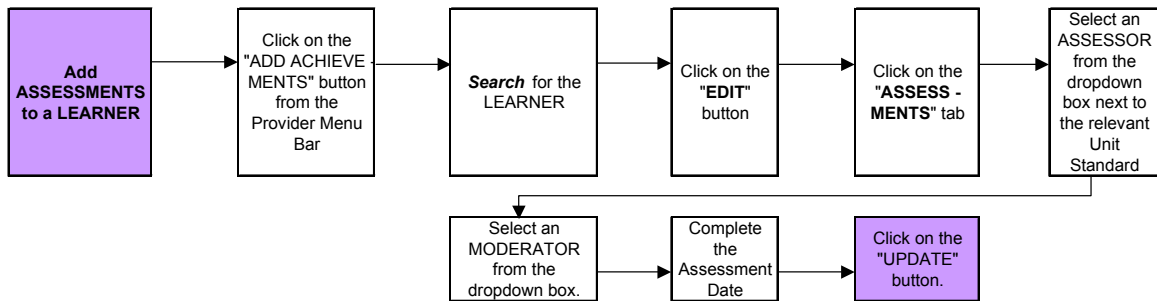 Add
ASSESSMENTS
to a LEARNER
Click on the
"ADD ACHIEVE -
MENTS" button
from the
Provider Menu
Bar
Search for the
LEARNER
Click on the
"EDIT"
button
Click on the
"ASSESS -
MENTS" tab
Select an
ASSESSOR
from the
dropdown
box next to
the relevant
Unit
Standard
Select an
MODERATOR
from the
dropdown box.
Complete
the
Assessment
Date
Click on the
"UPDATE"
button.